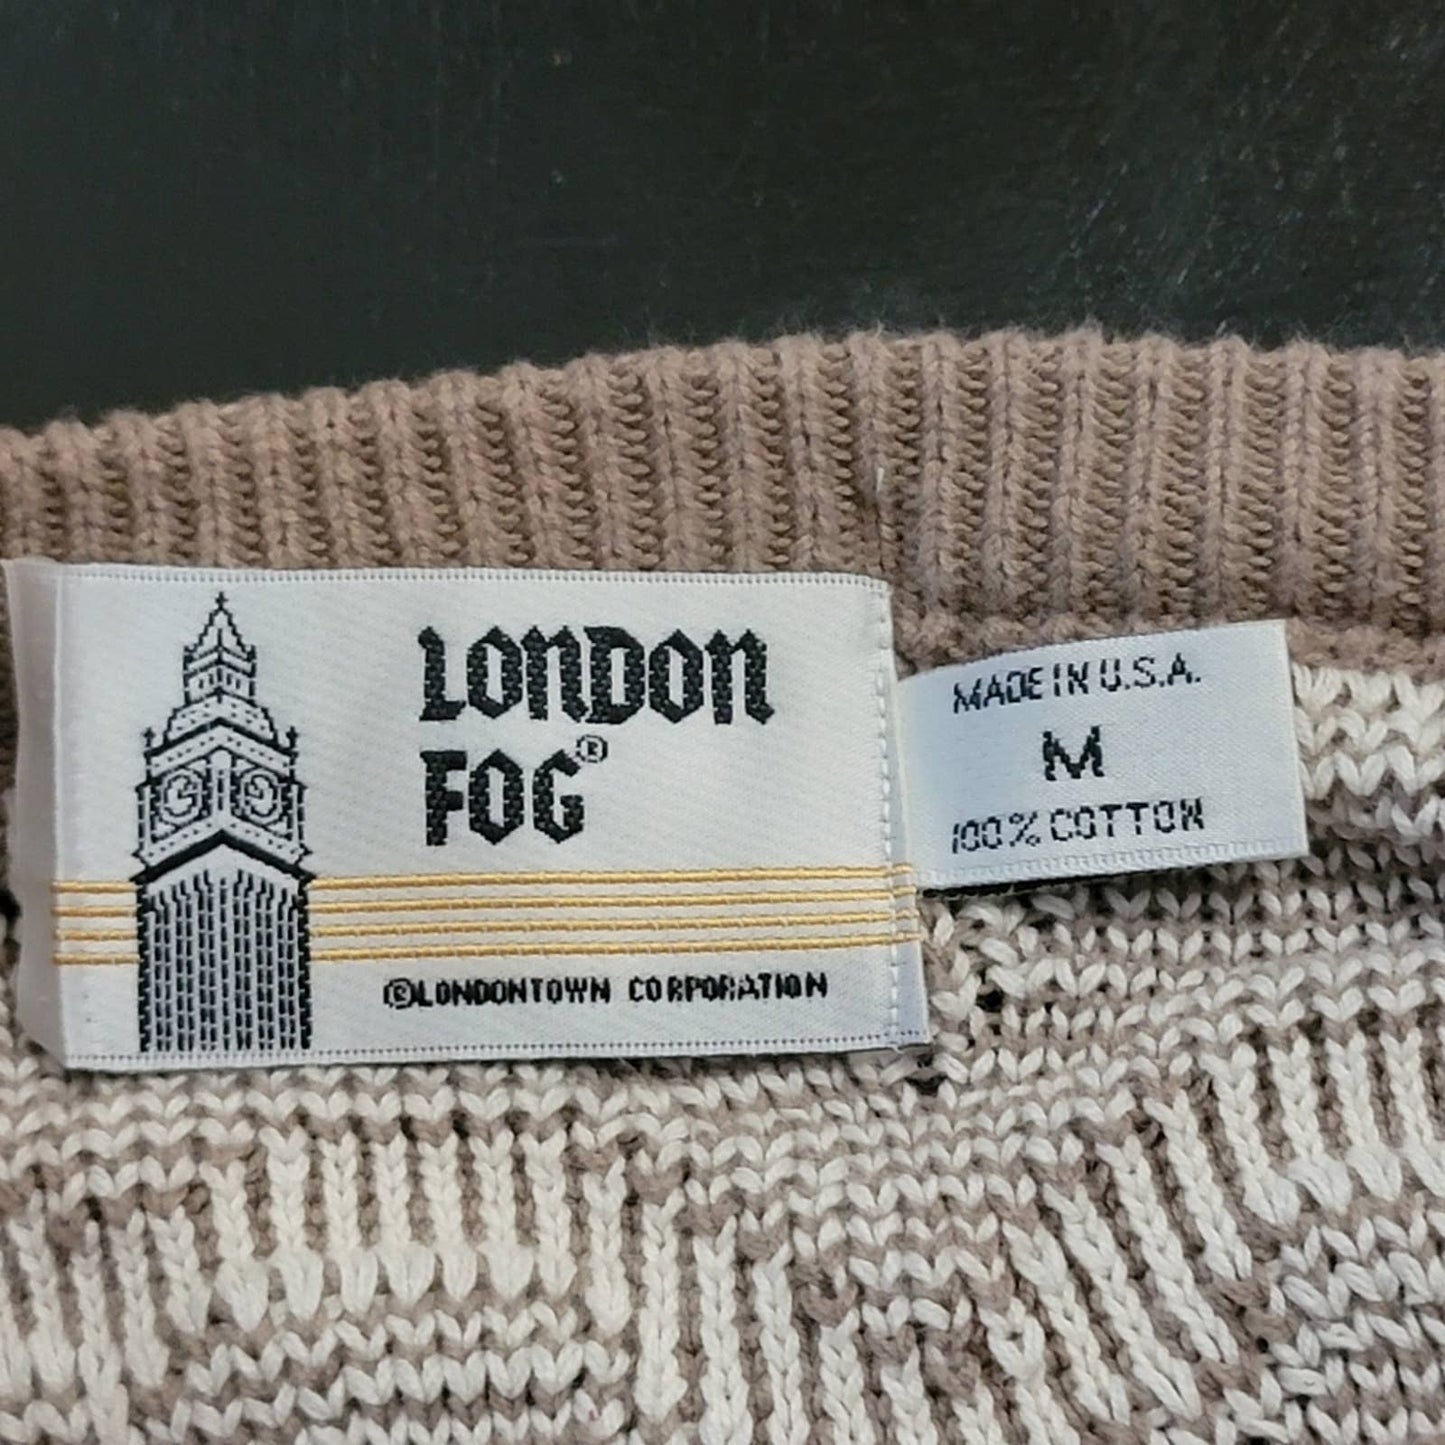 LONDON
FOG®
©LONDONTOWN CORPORATION
MADE IN U.S.A.
M
100% COTTON